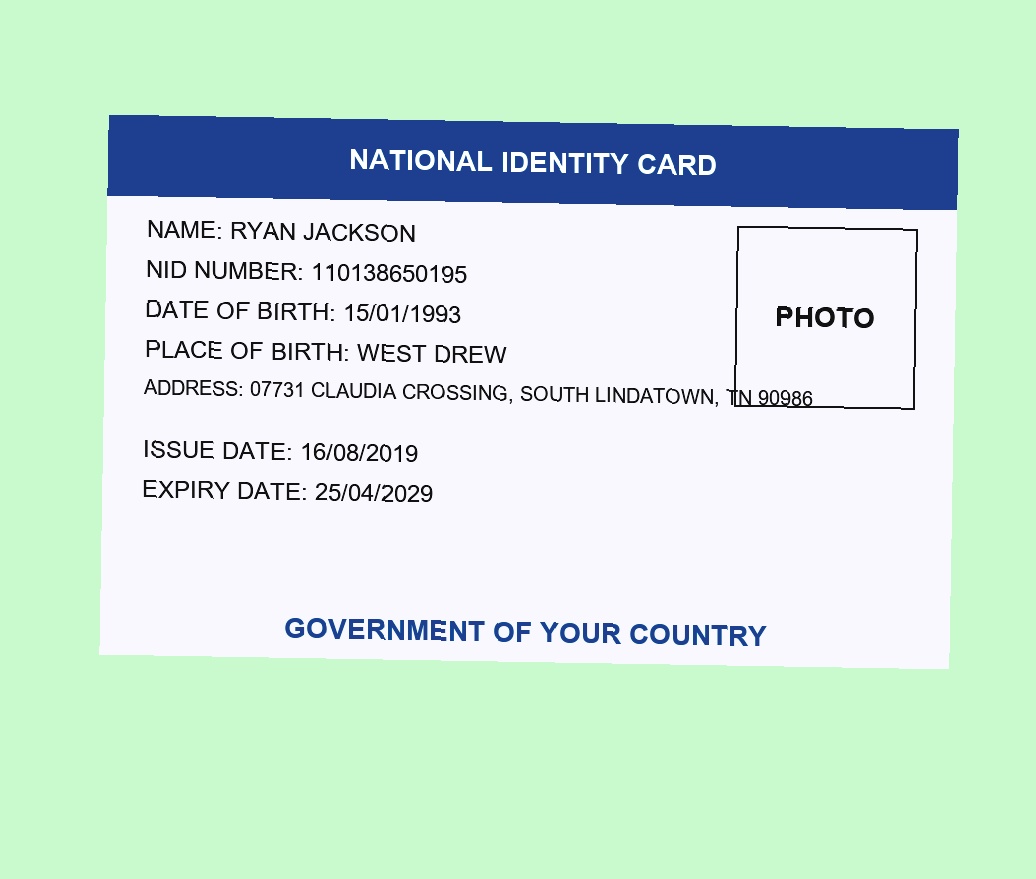 NATIONAL IDENTITY CARD
NAME: RYAN JACKSON
NID NUMBER: 110138650195
DATE OF BIRTH: 15/01/1993
PLACE OF BIRTH: WEST DREW
PHOTO
ADDRESS: 07731 CLAUDIA CROSSING, SOUTH LINDATOWN, TN 90986
ISSUE DATE: 16/08/2019
EXPIRY DATE: 25/04/2029
GOVERNMENT OF YOUR COUNTRY